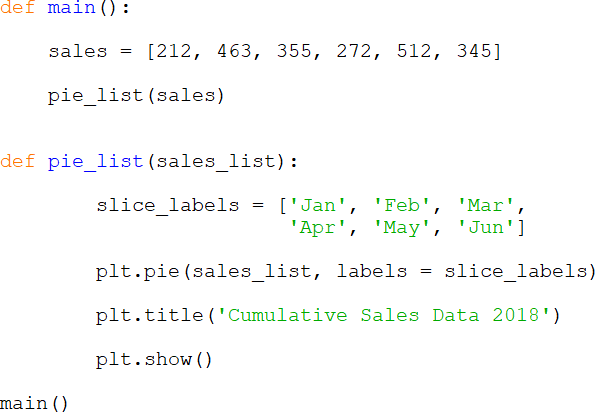 def main():
    sales = [212, 463, 355, 272, 512, 345]
    pie_list(sales)
def pie_list(sales_list):
        slice_labels = ['Jan', 'Feb', 'Mar',
                        'Apr', 'May', 'Jun']
        plt.pie(sales_list, labels = slice_labels)
        plt.title('Cumulative Sales Data 2018')
        plt.show()
main()